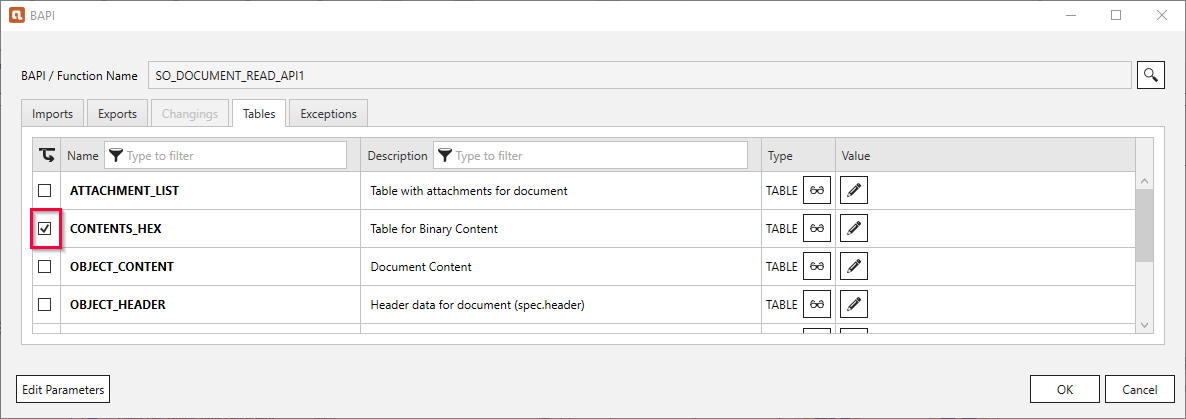 BAPI
BAPI / Function Name SO_DOCUMENT_READ_API1
Imports Exports Changings Tables Exceptions
Name Type to filter Description Type to filter Type Value
ATTACHMENT_LIST Table with attachments for document TABLE
CONTENTS_HEX Table for Binary Content TABLE
OBJECT_CONTENT Document Content TABLE
OBJECT_HEADER Header data for document (spec.header) TABLE
Edit Parameters OK Cancel